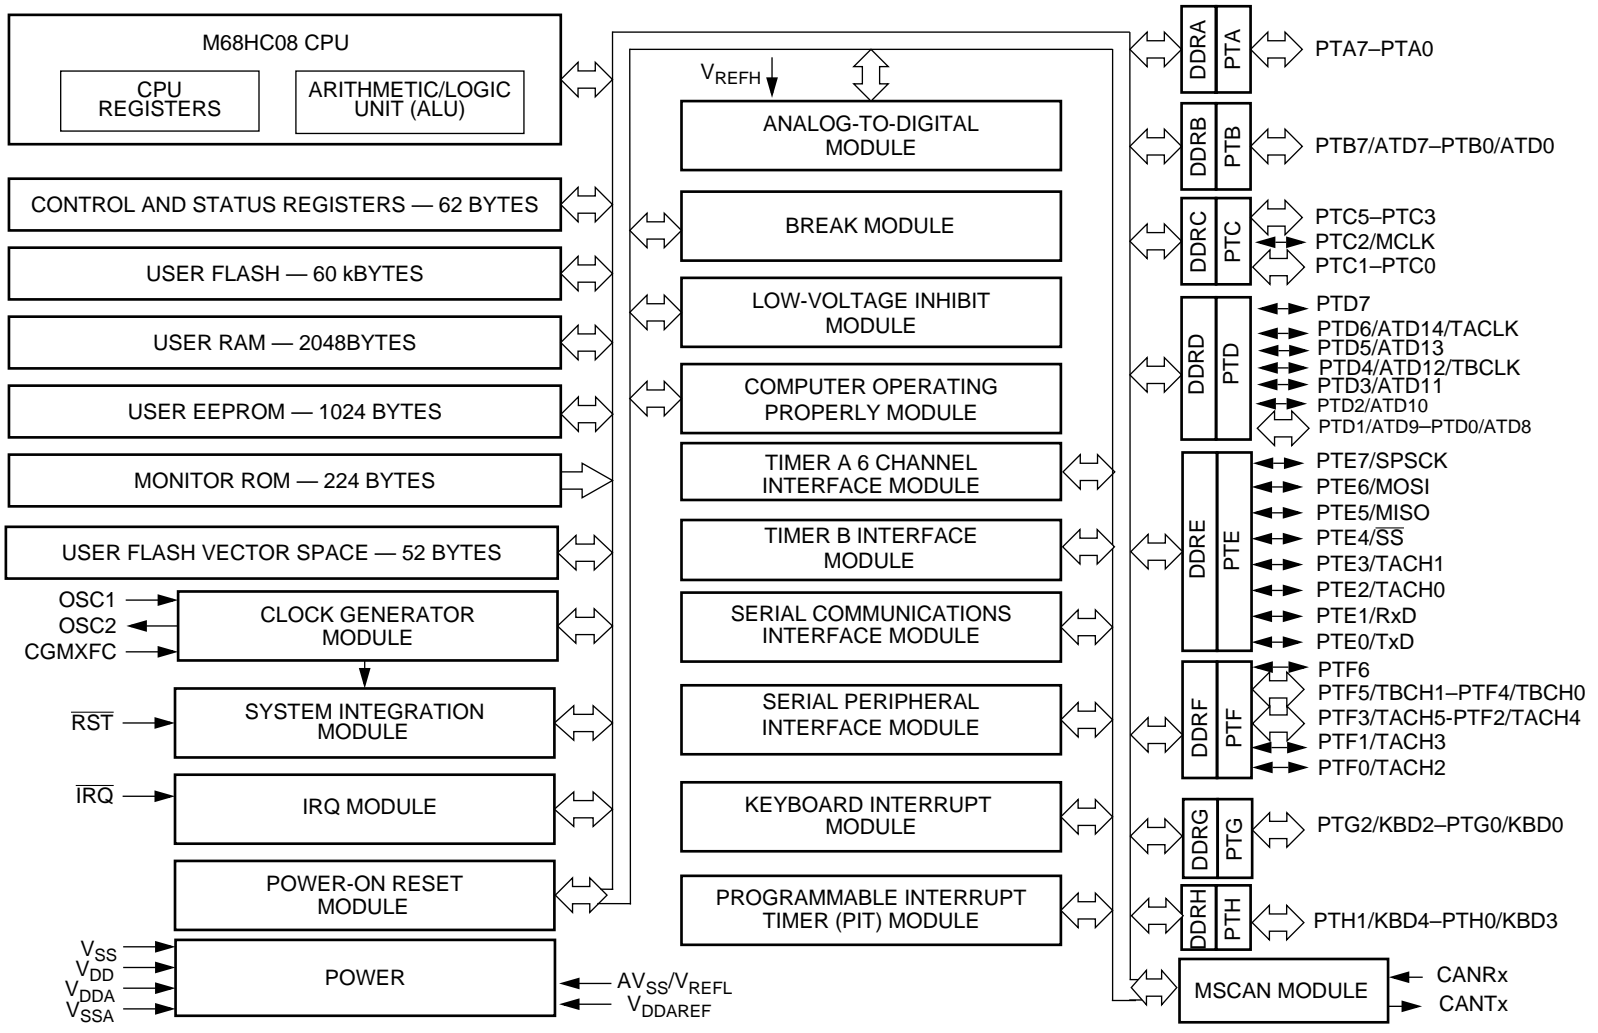 M68HC08 CPU
CPU
REGISTERS
ARITHMETIC/LOGIC
UNIT (ALU)
CONTROL AND STATUS REGISTERS — 62 BYTES
USER FLASH — 60 kBYTES
USER RAM — 2048BYTES
USER EEPROM — 1024 BYTES
MONITOR ROM — 224 BYTES
USER FLASH VECTOR SPACE — 52 BYTES
OSC1
OSC2
CGMXFC
CLOCK GENERATOR
MODULE
RST
SYSTEM INTEGRATION
MODULE
IRQ
IRQ MODULE
POWER-ON RESET
MODULE
VSS
VDD
VDDA
VSSA
POWER
AVSS/VREFL
VDDAREF
VREFH
ANALOG-TO-DIGITAL
MODULE
BREAK MODULE
LOW-VOLTAGE INHIBIT
MODULE
COMPUTER OPERATING
PROPERLY MODULE
TIMER A 6 CHANNEL
INTERFACE MODULE
TIMER B INTERFACE
MODULE
SERIAL COMMUNICATIONS
INTERFACE MODULE
SERIAL PERIPHERAL
INTERFACE MODULE
KEYBOARD INTERRUPT
MODULE
PROGRAMMABLE INTERRUPT
TIMER (PIT) MODULE
DDRA
PTA
PTA7–PTA0
DDRB
PTB
PTB7/ATD7–PTB0/ATD0
DDRC
PTC
PTC5–PTC3
PTC2/MCLK
PTC1–PTC0
DDRD
PTD
PTD7
PTD6/ATD14/TACLK
PTD5/ATD13
PTD4/ATD12/TBCLK
PTD3/ATD11
PTD2/ATD10
PTD1/ATD9–PTD0/ATD8
DDRE
PTE
PTE7/SPSCK
PTE6/MOSI
PTE5/MISO
PTE4/SS
PTE3/TACH1
PTE2/TACH0
PTE1/RxD
PTE0/TxD
DDRF
PTF
PTF6
PTF5/TBCH1–PTF4/TBCH0
PTF3/TACH5-PTF2/TACH4
PTF1/TACH3
PTF0/TACH2
DDRG
PTG
PTG2/KBD2–PTG0/KBD0
DDRH
PTH
PTH1/KBD4–PTH0/KBD3
MSCAN MODULE
CANRx
CANTx